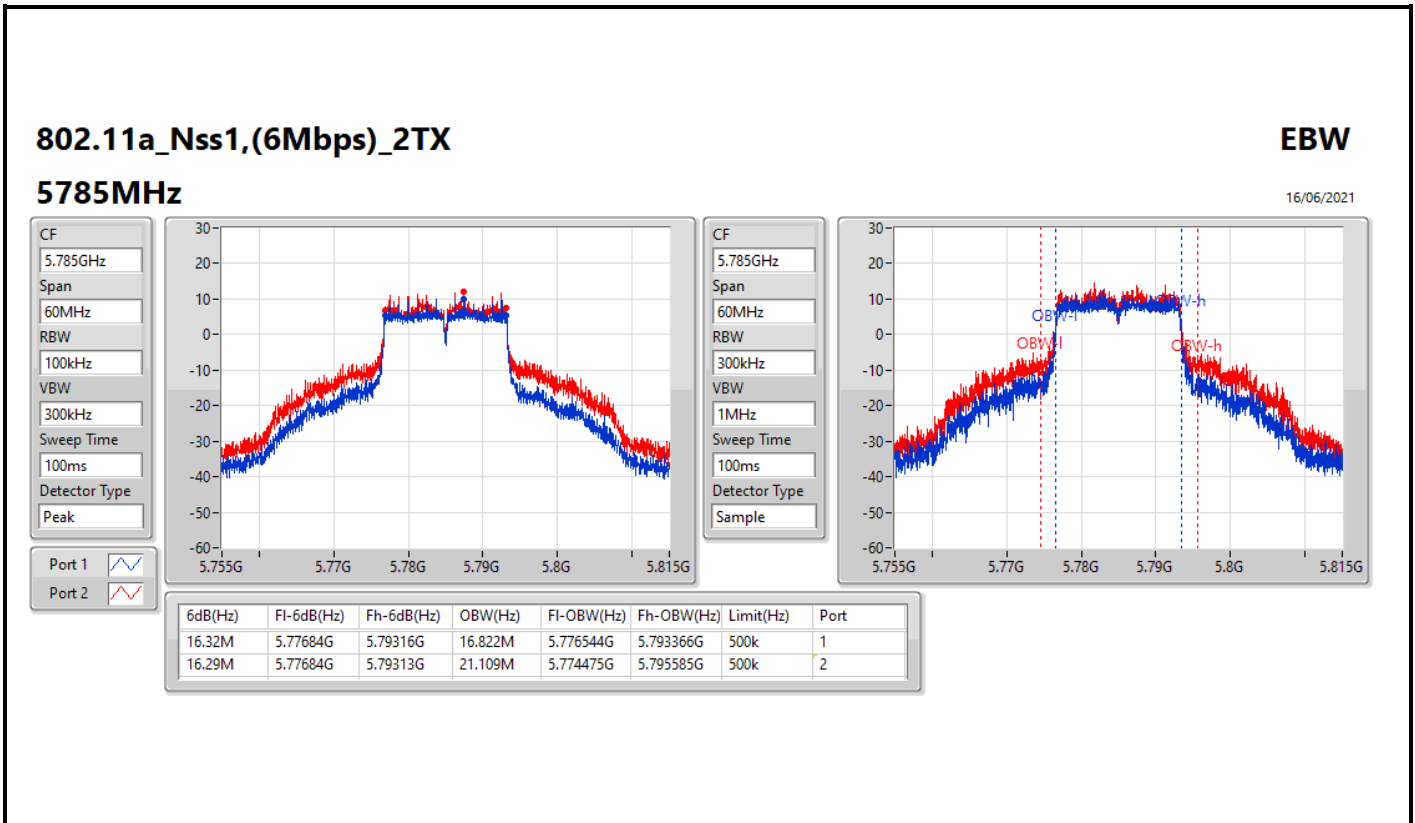 802.11a_Nss1,(6Mbps)_2TX
EBW
5785MHz
16/06/2021
CF
5.785GHz
Span
60MHz
RBW
100kHz
VBW
300kHz
Sweep Time
100ms
Detector Type
Peak
Port 1
Port 2
30
20
10
0
-10
-20
-30
-40
-50
-60
5.755G 5.77G 5.78G 5.79G 5.8G 5.815G
CF
5.785GHz
Span
60MHz
RBW
300kHz
VBW
1MHz
Sweep Time
100ms
Detector Type
Sample
30
20
10
0
-10
-20
-30
-40
-50
-60
OBW-l
OBW-h
OBW-l
OBW-h
5.755G 5.77G 5.78G 5.79G 5.8G 5.815G
6dB(Hz) Fl-6dB(Hz) Fh-6dB(Hz) OBW(Hz) Fl-OBW(Hz) Fh-OBW(Hz) Limit(Hz) Port
16.32M 5.77684G 5.79316G 16.822M 5.776544G 5.793366G 500k 1
16.29M 5.77684G 5.79313G 21.109M 5.774475G 5.795585G 500k 2